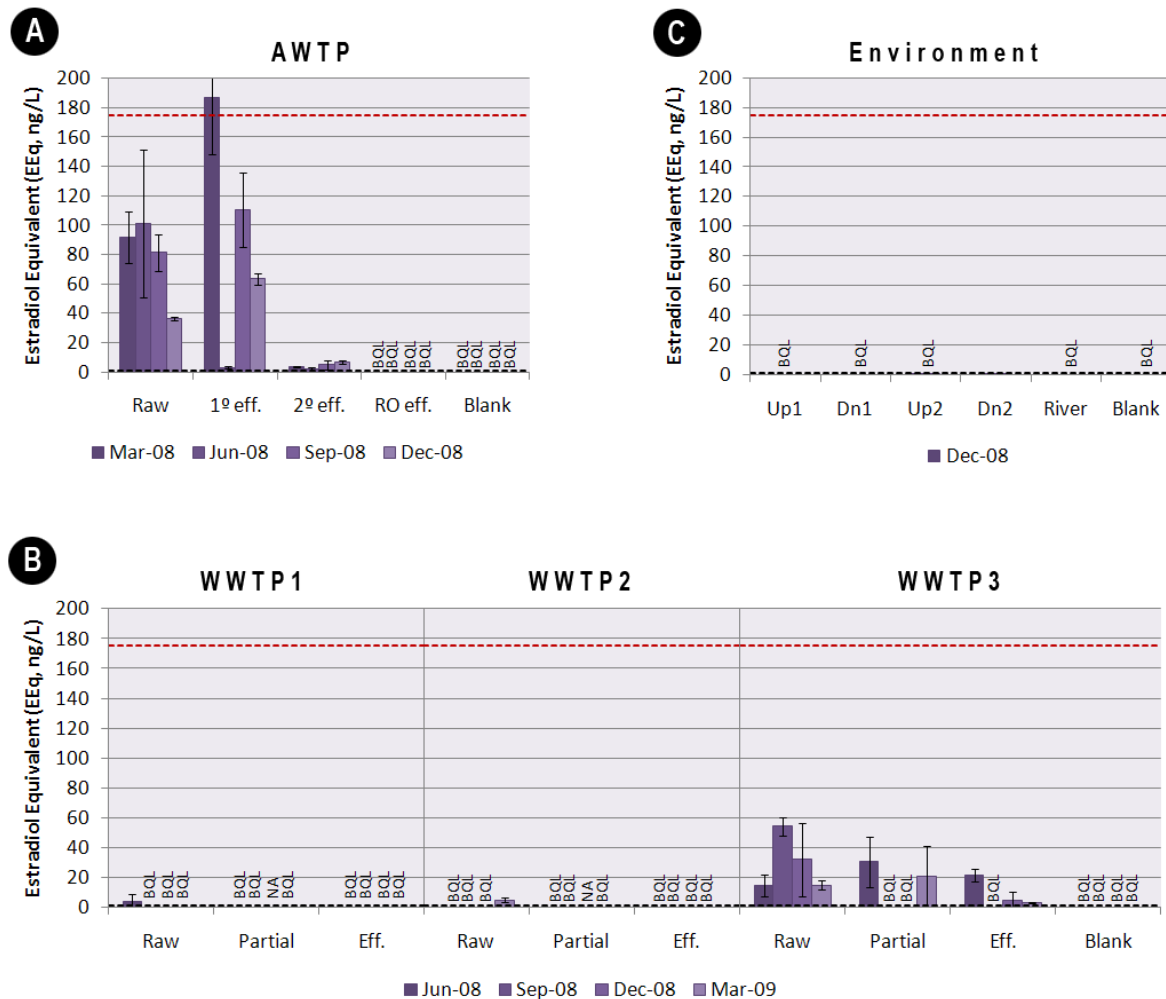 A
AWTP
Estradiol Equivalent (EEq, ng/L)
200
180
160
140
120
100
80
60
40
20
0
BQL BQL BQL BQL BQL BQL BQL BQL
Raw 1º eff. 2º eff. RO eff. Blank
Mar-08 Jun-08 Sep-08 Dec-08
C
Environment
Estradiol Equivalent (EEq, ng/L)
200
180
160
140
120
100
80
60
40
20
0
BQL BQL BQL BQL BQL
Up1 Dn1 Up2 Dn2 River Blank
Dec-08
B
WWTP1 WWTP2 WWTP3
Estradiol Equivalent (EEq, ng/L)
200
180
160
140
120
100
80
60
40
20
0
BQL BQL BQL BQL BQL NA BQL BQL BQL BQL BQL BQL BQL BQL BQL BQL NA BQL BQL BQL BQL BQL BQL BQL BQL BQL BQL BQL BQL
Raw Partial Eff. Raw Partial Eff. Raw Partial Eff. Blank
Jun-08 Sep-08 Dec-08 Mar-09